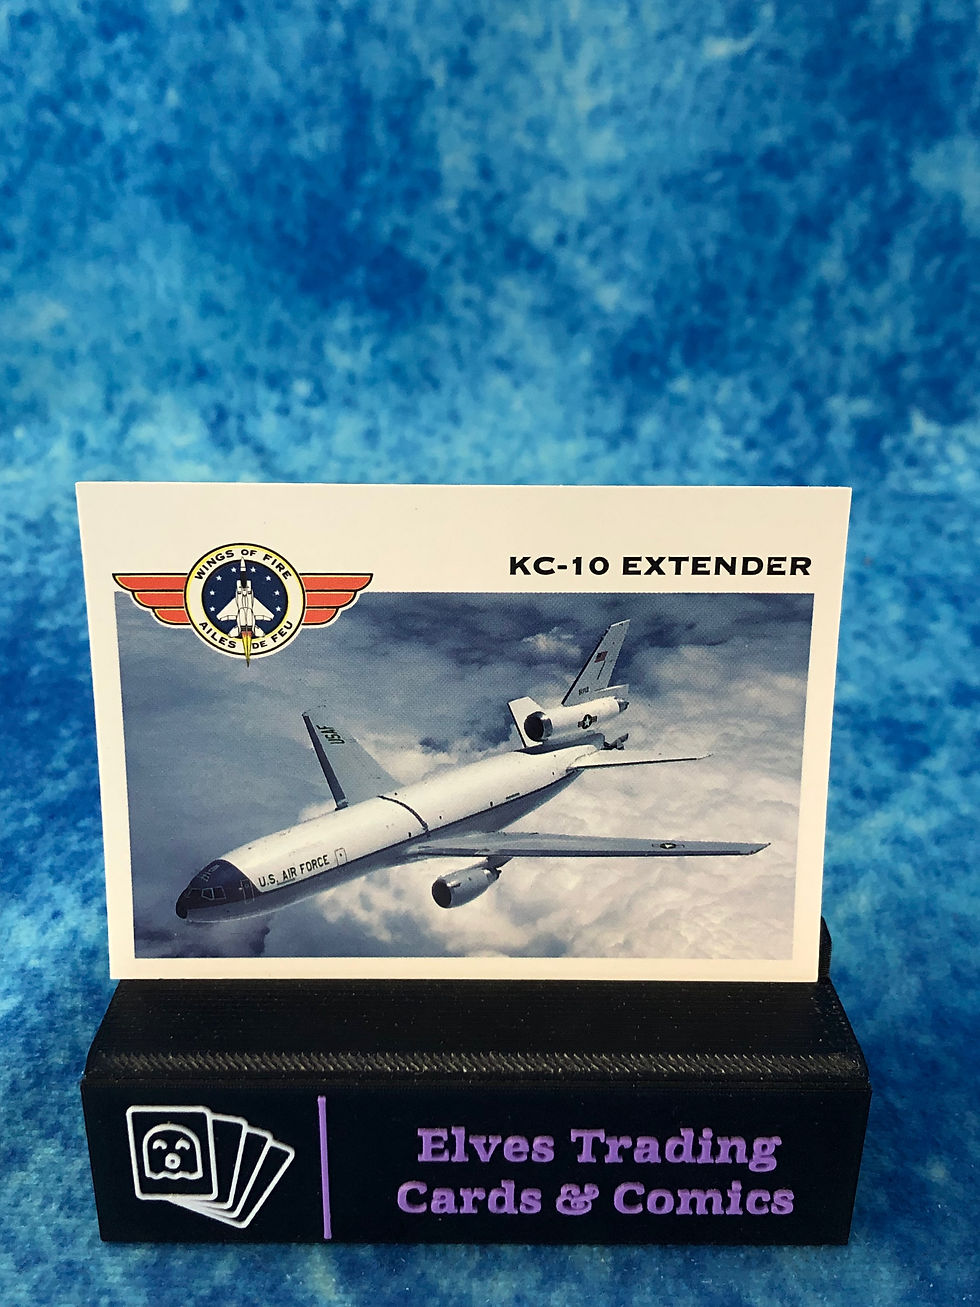 WINGS OF FIRE
AILES DE FEU
KC-10 EXTENDER
USAF
U.S. AIR FORCE
Elves Trading
Cards & Comics